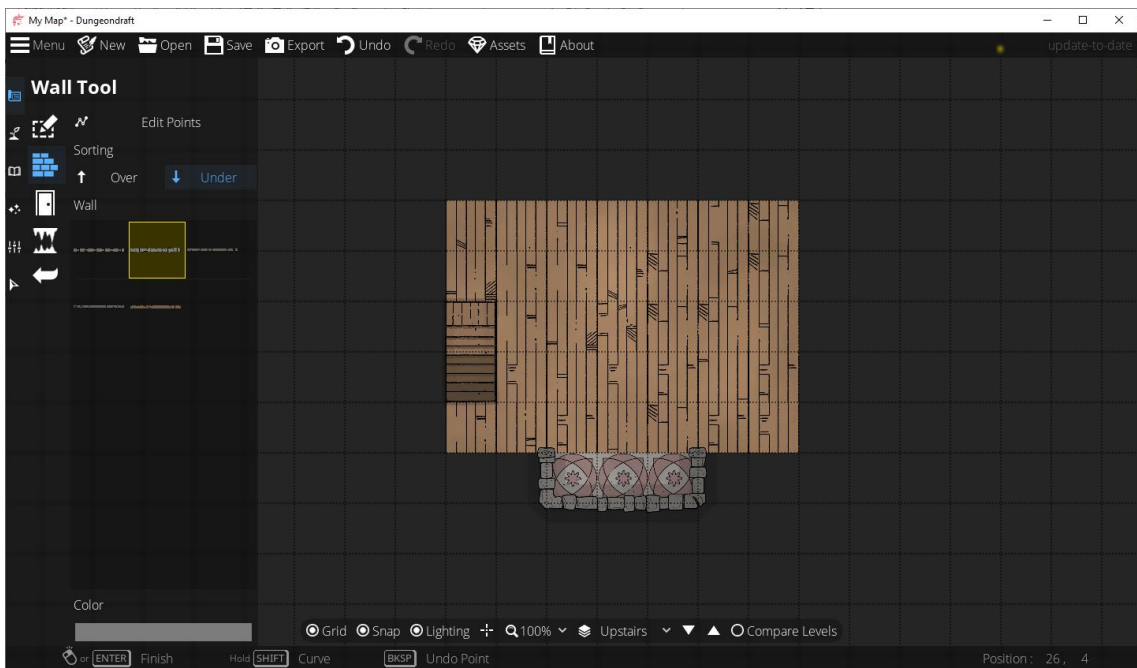 My Map* - Dungeondraft
Menu New Open Save Export Undo Redo Assets About update-to-date
Wall Tool
Edit Points
Sorting
Over Under
Wall
Color
Grid Snap Lighting 100% Upstairs Compare Levels
or ENTER Finish Hold SHIFT Curve BKSP Undo Point Position : 26, 4